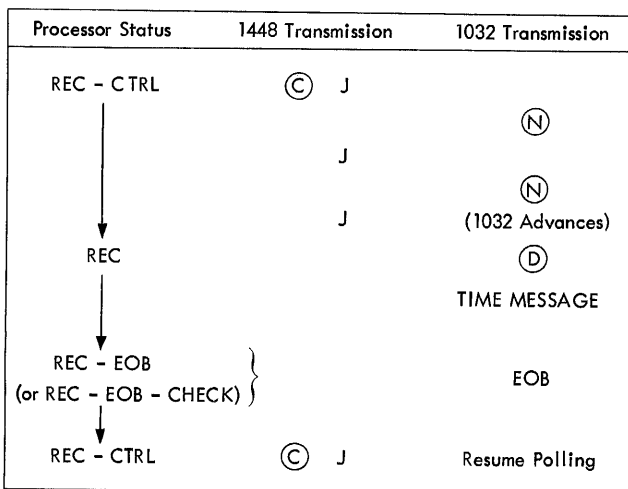 Processor Status 1448 Transmission 1032 Transmission
REC - CTRL Ⓒ J
Ⓝ
J
Ⓝ
J (1032 Advances)
REC Ⓓ
TIME MESSAGE
REC - EOB
EOB
(or REC - EOB - CHECK)
REC - CTRL Ⓒ J Resume Polling